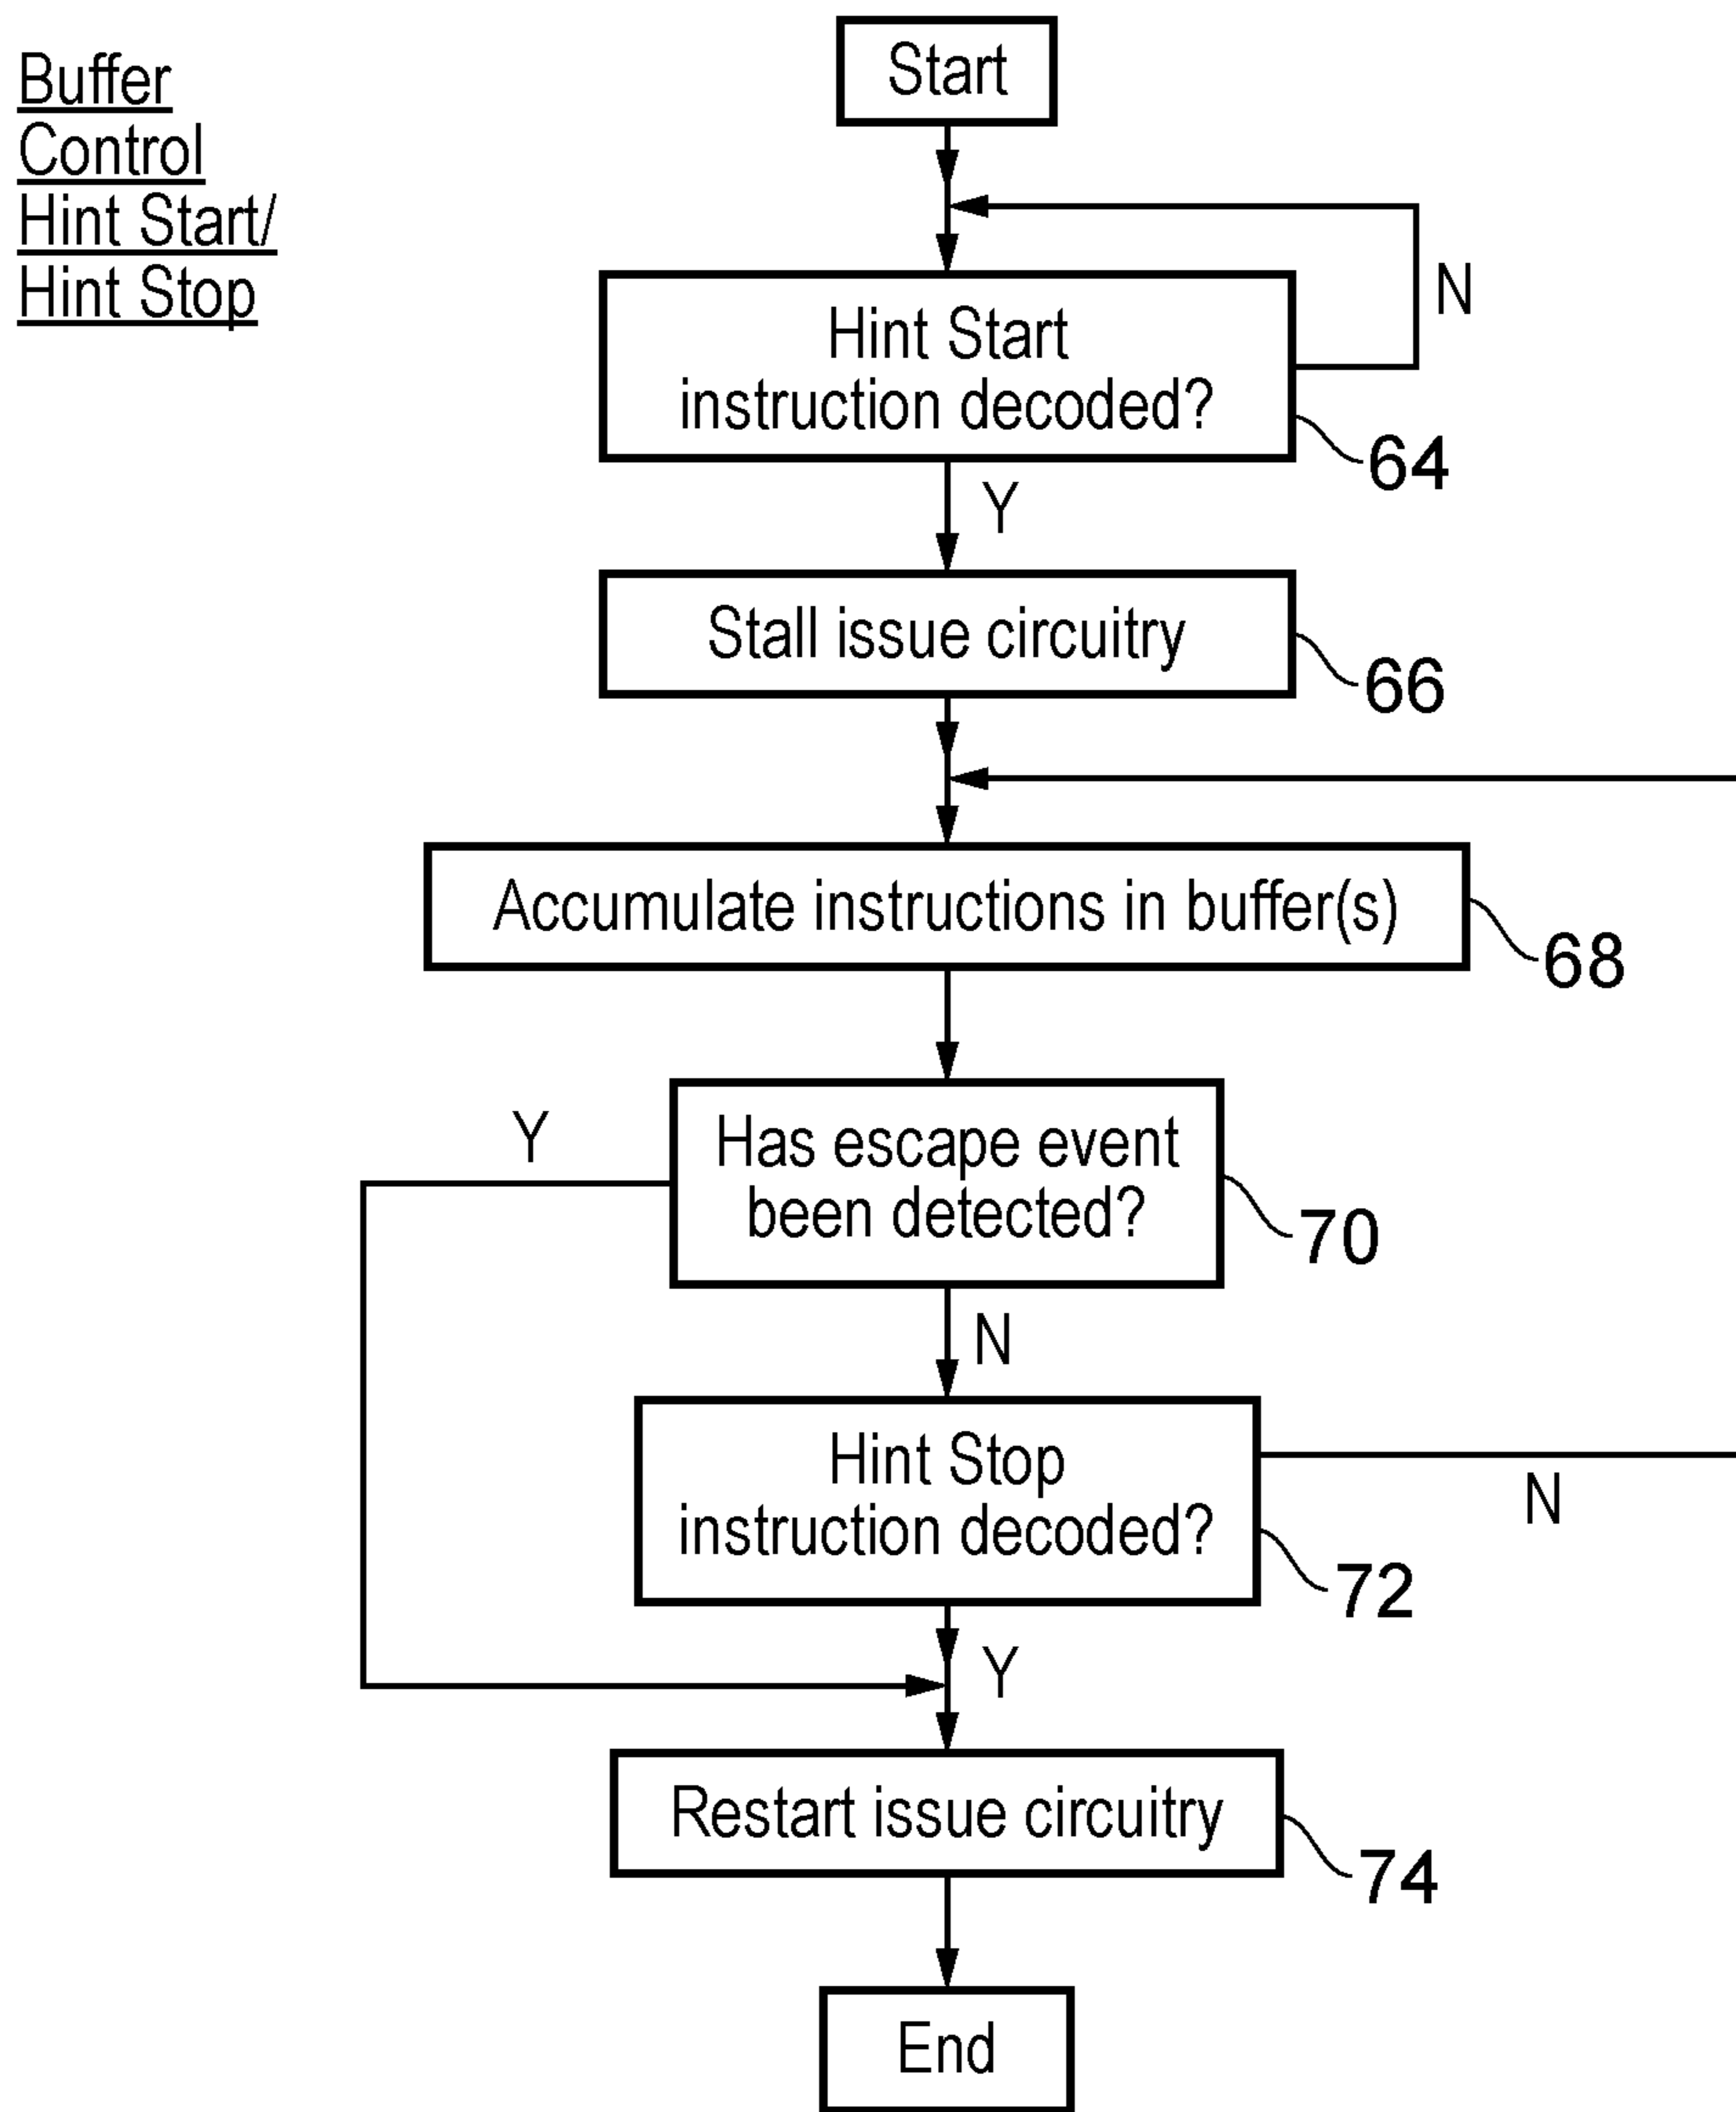 Buffer
Control
Hint Start/
Hint Stop
Start
Hint Start
instruction decoded?
N
64
Y
Stall issue circuitry
66
Accumulate instructions in buffer(s)
68
Y
Has escape event
been detected?
70
N
Hint Stop
instruction decoded?
N
72
Y
Restart issue circuitry
74
End